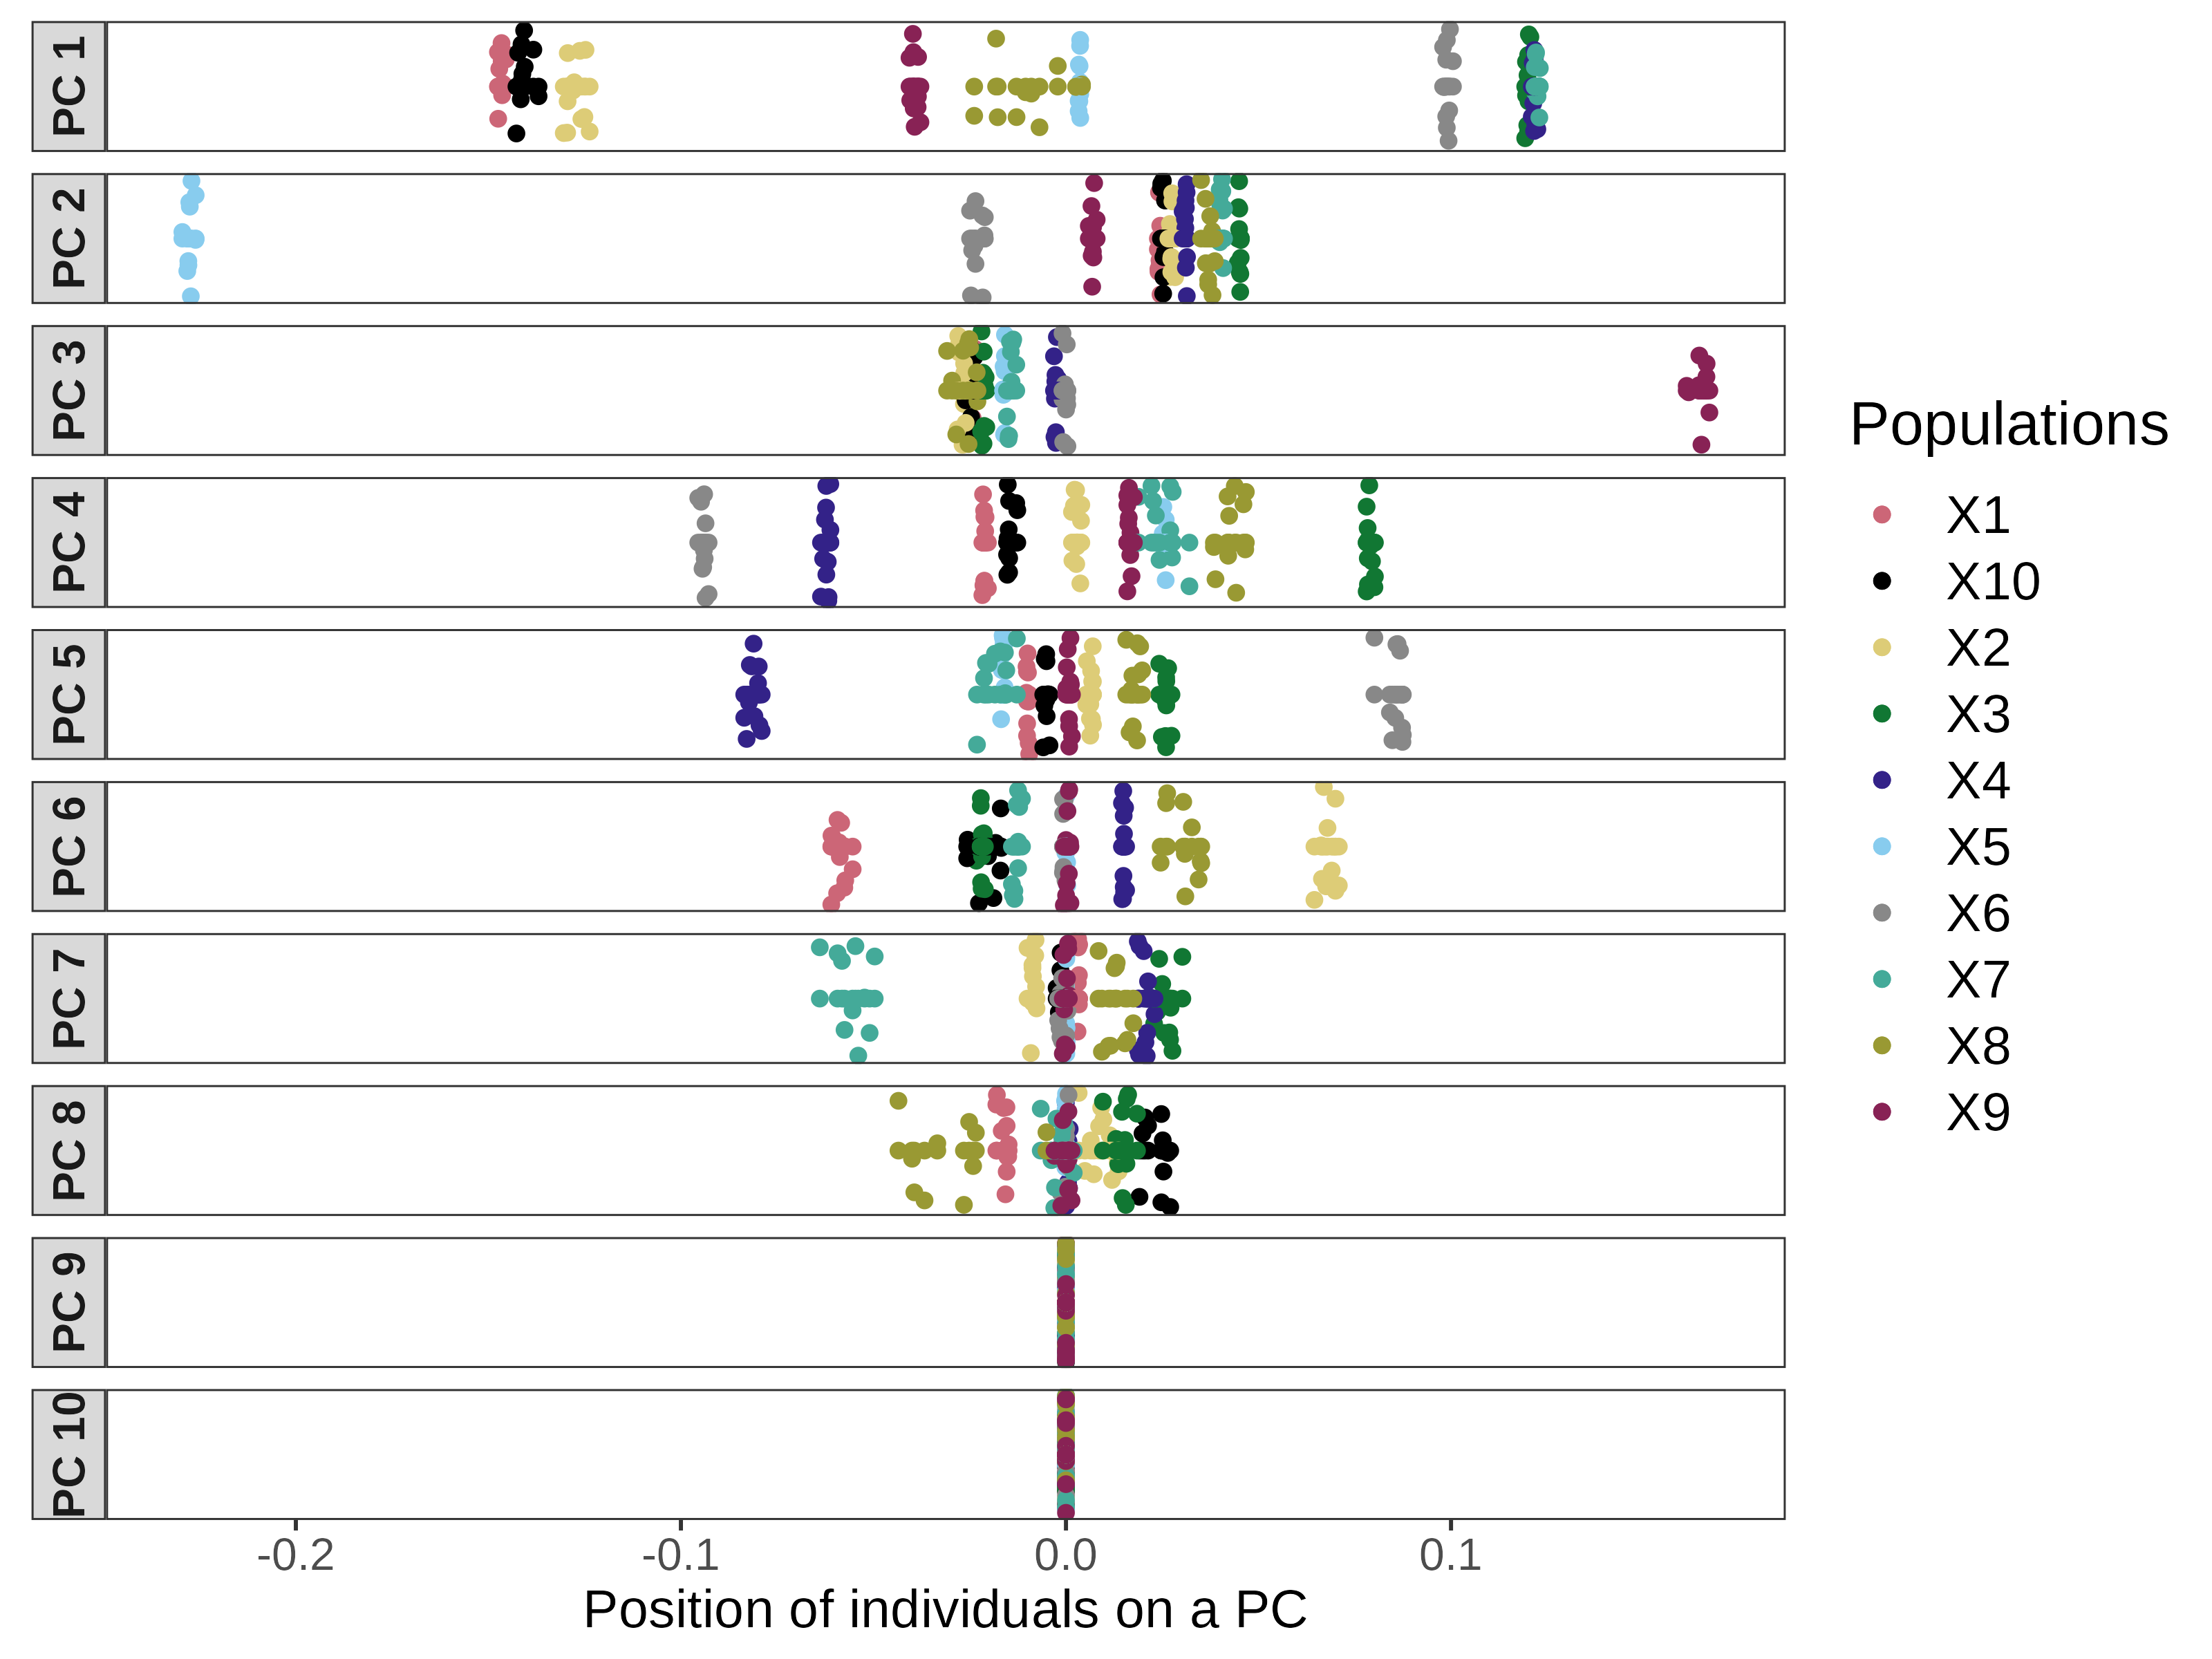 PC 1
PC 2
PC 3
PC 4
PC 5
PC 6
PC 7
PC 8
PC 9
PC 10
-0.2
-0.1
0.0
0.1
Position of individuals on a PC
Populations
X1
X10
X2
X3
X4
X5
X6
X7
X8
X9